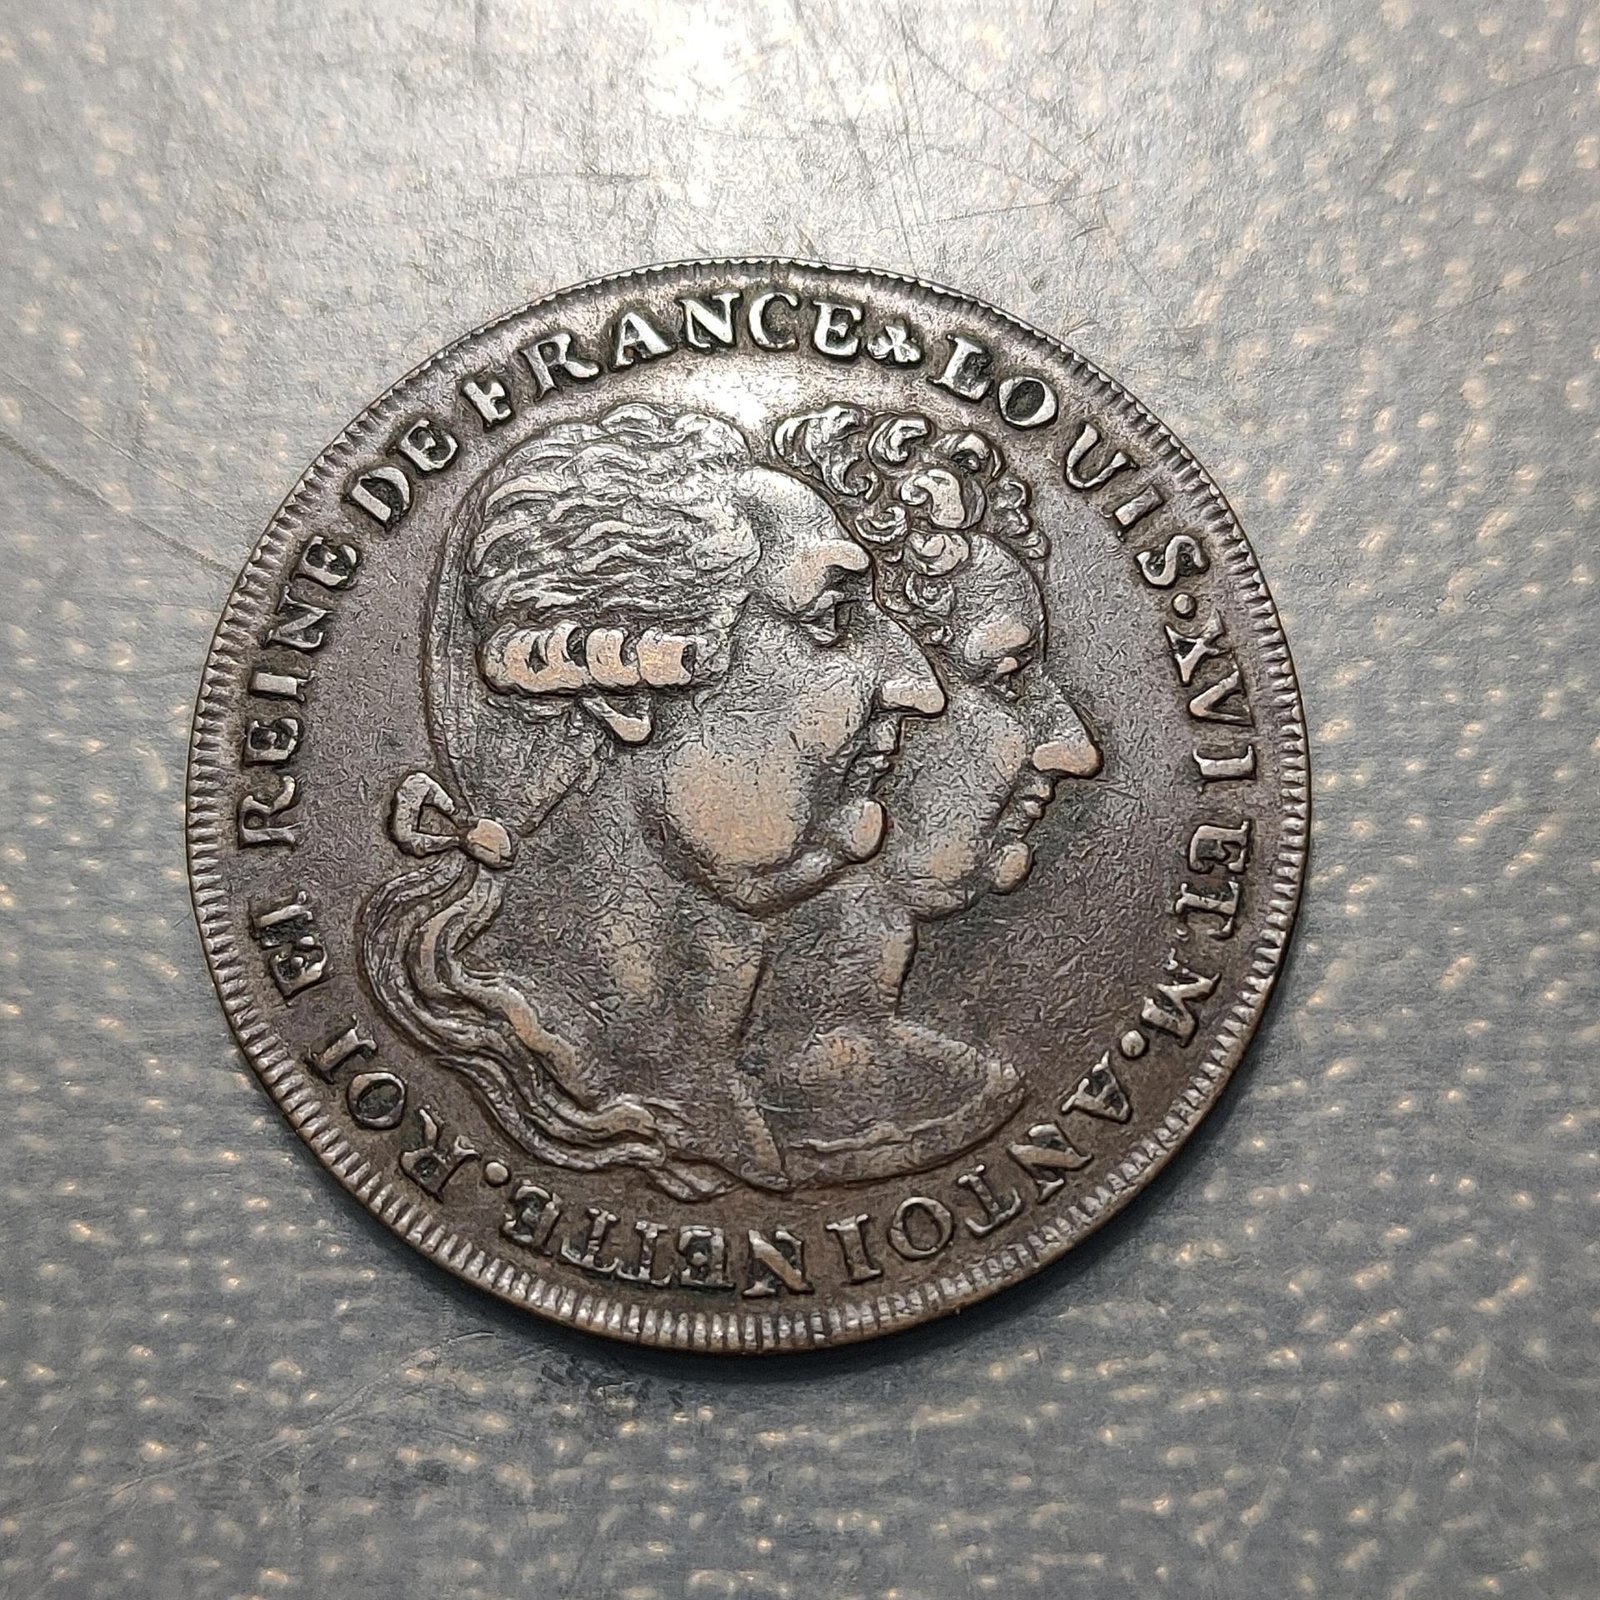 LOUIS·XVI ET·M·ANTOINETTE·ROI ET REINE DE FRANCE